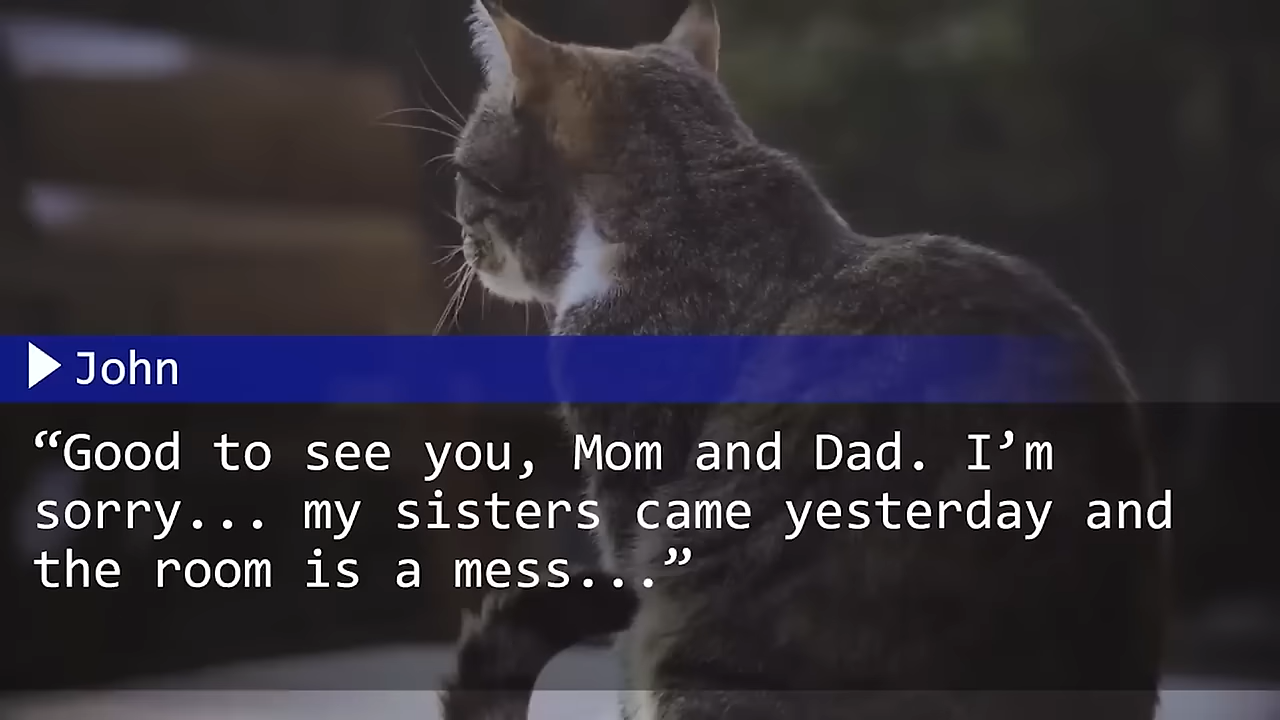 John
“Good to see you, Mom and Dad. I’m
sorry... my sisters came yesterday and
the room is a mess...”